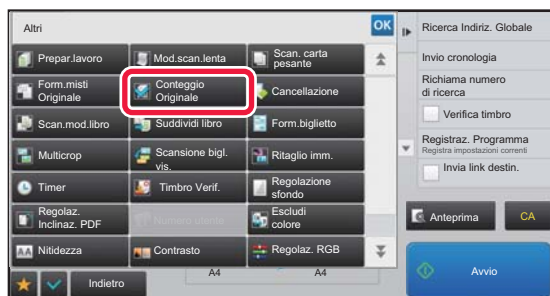 Altri
OK
Prepar.lavoro
Mod.scan.lenta
Scan. carta
pesante
Form.misti
Originale
Conteggio
Originale
Cancellazione
Scan.mod.libro
Suddividi libro
Form.biglietto
Multicrop
Scansione bigl.
vis.
Ritaglio imm.
Timer
Timbro Verif.
Regolazione
sfondo
Regolaz.
Inclinaz. PDF
Numero utente
Escludi
colore
AA Nitidezza
Contrasto
Regolaz. RGB
Indietro
A4
A4
Ricerca Indiriz. Globale
Invio cronologia
Richiama numero
di ricerca
Verifica timbro
Registraz. Programma
Registra impostazioni correnti
Invia link destin.
Anteprima
CA
Avvio